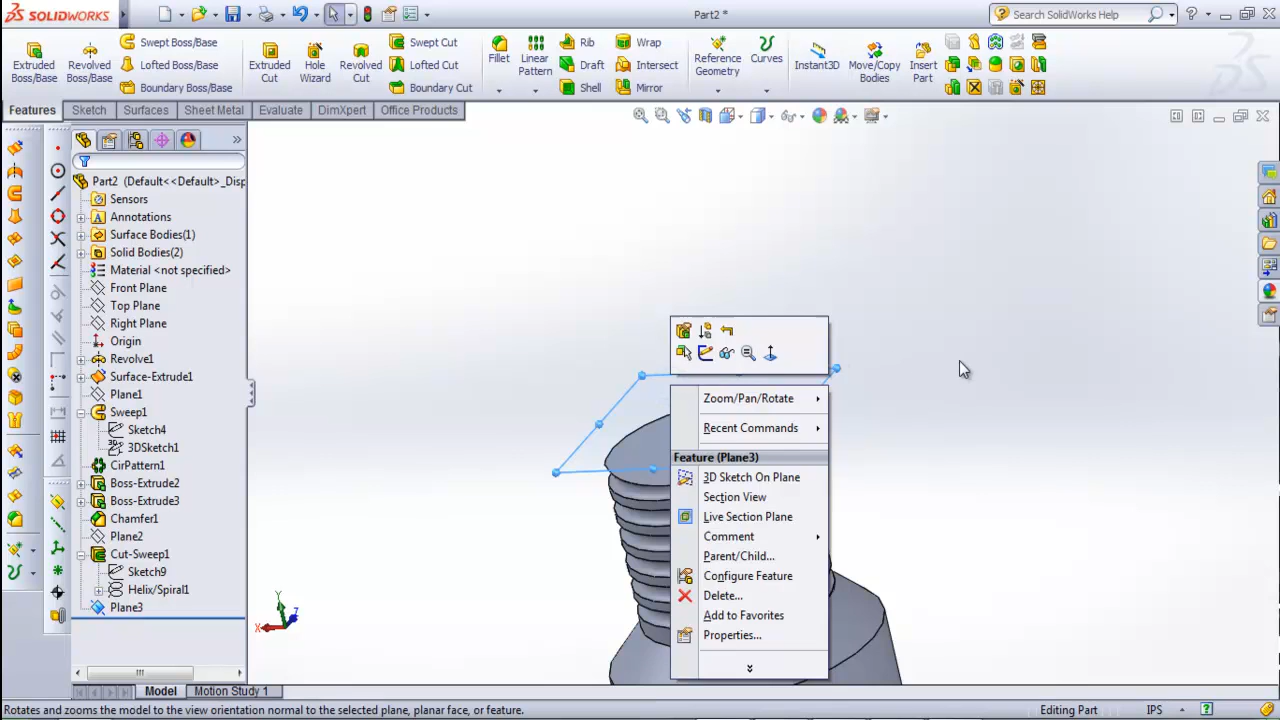 SOLIDWORKS
Part2 *
Search SolidWorks Help
Extruded Boss/Base
Revolved Boss/Base
Swept Boss/Base
Lofted Boss/Base
Boundary Boss/Base
Extruded Cut
Hole Wizard
Revolved Cut
Swept Cut
Lofted Cut
Boundary Cut
Fillet
Linear Pattern
Rib
Draft
Shell
Wrap
Intersect
Mirror
Reference Geometry
Curves
Instant3D
Move/Copy Bodies
Insert Part
Features
Sketch
Surfaces
Sheet Metal
Evaluate
DimXpert
Office Products
Part2 (Default<<Default>_Disp
Sensors
Annotations
Surface Bodies(1)
Solid Bodies(2)
Material <not specified>
Front Plane
Top Plane
Right Plane
Origin
Revolve1
Surface-Extrude1
Plane1
Sweep1
Sketch4
3DSketch1
CirPattern1
Boss-Extrude2
Boss-Extrude3
Chamfer1
Plane2
Cut-Sweep1
Sketch9
Helix/Spiral1
Plane3
Zoom/Pan/Rotate
Recent Commands
Feature (Plane3)
3D Sketch On Plane
Section View
Live Section Plane
Comment
Parent/Child...
Configure Feature
Delete...
Add to Favorites
Properties...
Y
X
Z
Model
Motion Study 1
Rotates and zooms the model to the view orientation normal to the selected plane, planar face, or feature.
Editing Part
IPS